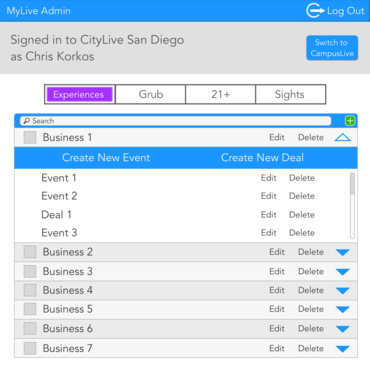 MyLive Admin Log Out
Signed in to CityLive San Diego
as Chris Korkos
Switch to
CampusLive
Experiences Grub 21+ Sights
Search
Business 1 Edit Delete
Create New Event Create New Deal
Event 1 Edit Delete
Event 2 Edit Delete
Deal 1 Edit Delete
Event 3 Edit Delete
Business 2 Edit Delete
Business 3 Edit Delete
Business 4 Edit Delete
Business 5 Edit Delete
Business 6 Edit Delete
Business 7 Edit Delete